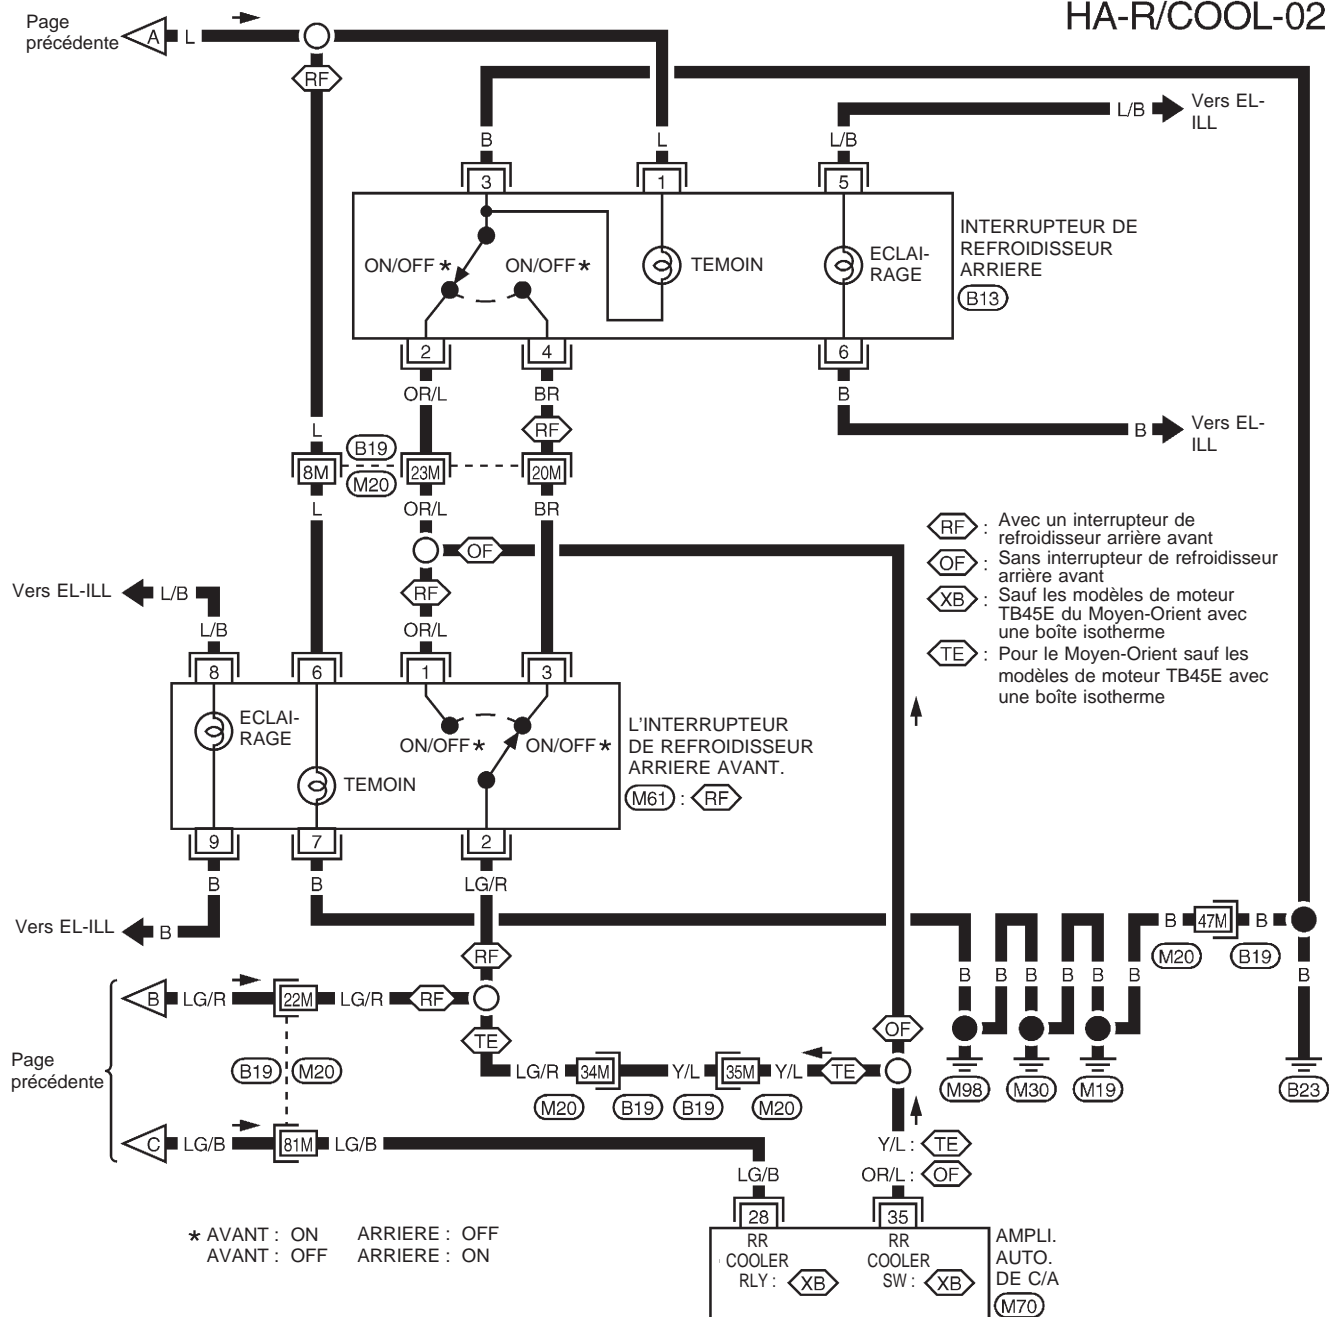 HA-R/COOL-02
Page
précédente
A
L
RF
B
L
L/B
L/B
Vers EL-
ILL
3
1
5
ON/OFF *
ON/OFF *
TEMOIN
ECLAI-
RAGE
INTERRUPTEUR DE
REFROIDISSEUR
ARRIERE
B13
2
4
6
OR/L
BR
B
RF
B
Vers EL-
ILL
L
B19
8M
M20
23M
20M
L
OR/L
BR
OF
RF
OR/L
RF : Avec un interrupteur de
refroidisseur arrière avant
OF : Sans interrupteur de refroidisseur
arrière avant
XB : Sauf les modèles de moteur
TB45E du Moyen-Orient avec
une boîte isotherme
TE : Pour le Moyen-Orient sauf les
modèles de moteur TB45E avec
une boîte isotherme
Vers EL-ILL
L/B
L/B
8
6
1
3
ECLAI-
RAGE
TEMOIN
ON/OFF *
ON/OFF *
L'INTERRUPTEUR
DE REFROIDISSEUR
ARRIERE AVANT.
M61 : RF
9
7
2
B
B
LG/R
Vers EL-ILL
B
RF
B
47M
B
M20
B19
B
B
B
B
B
B
B
LG/R
22M
LG/R
RF
TE
OF
Page
précédente
B19
M20
LG/R
34M
Y/L
35M
Y/L
TE
M20
B19
B19
M20
M98
M30
M19
B23
C
LG/B
81M
LG/B
Y/L : TE
LG/B
OR/L : OF
28
35
* AVANT : ON ARRIERE : OFF
AVANT : OFF ARRIERE : ON
RR
COOLER
RLY : XB
RR
COOLER
SW : XB
AMPLI.
AUTO.
DE C/A
M70